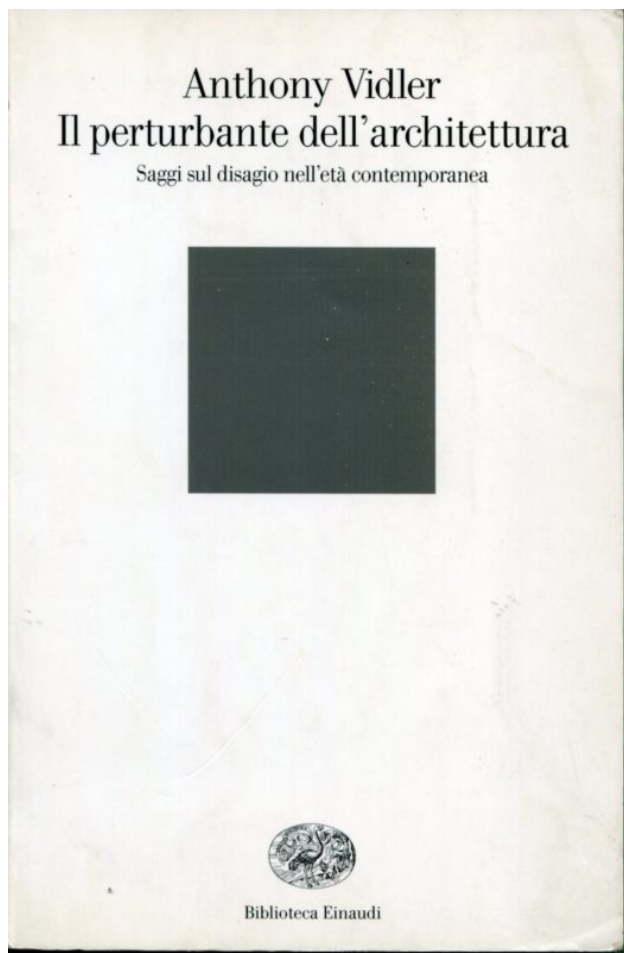 Anthony Vidler
Il perturbante dell'architettura
Saggi sul disagio nell'età contemporanea
Biblioteca Einaudi